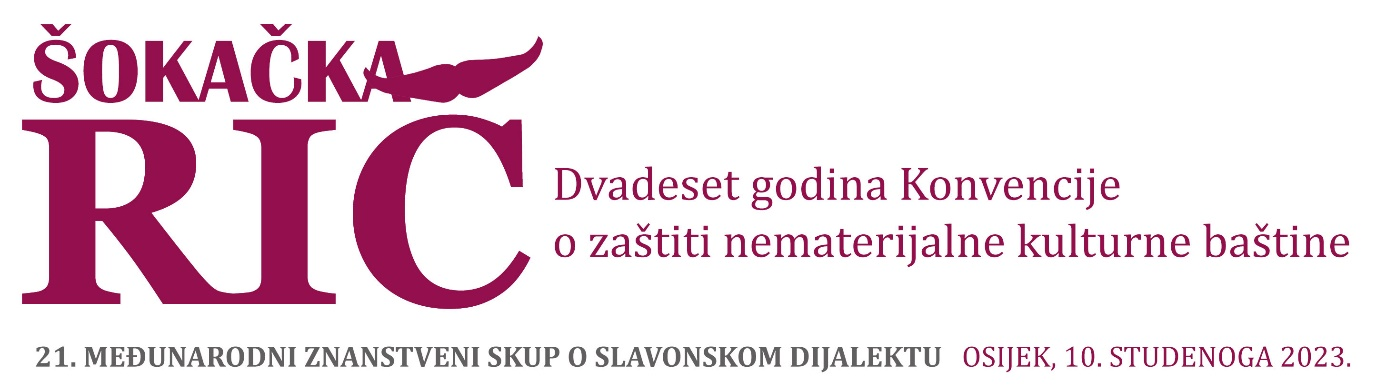 ŠOKAČKA
RIČ
Dvadeset godina Konvencije
o zaštiti nematerijalne kulturne baštine
21. MEĐUNARODNI ZNANSTVENI SKUP O SLAVONSKOM DIJALEKTU OSIJEK, 10. STUDENOGA 2023.